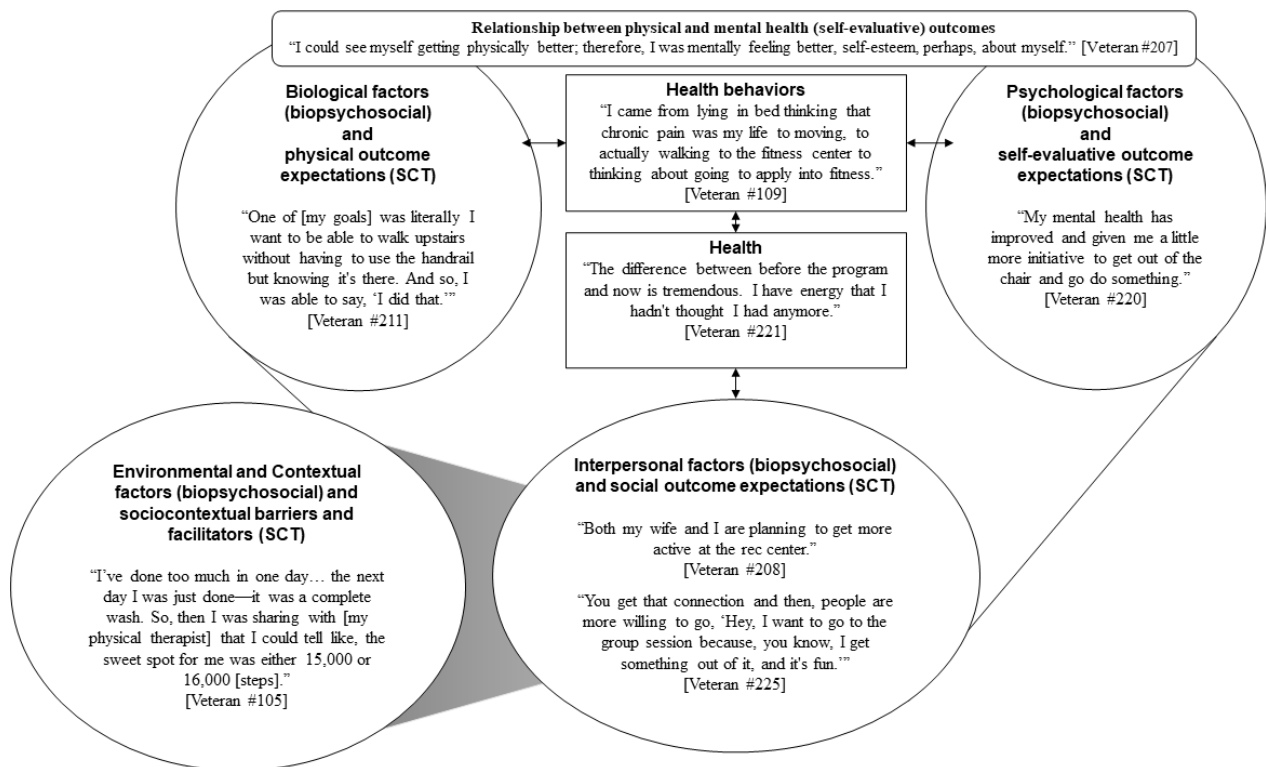 Relationship between physical and mental health (self-evaluative) outcomes
“I could see myself getting physically better; therefore, I was mentally feeling better, self-esteem, perhaps, about myself.” [Veteran #207]
Biological factors
(biopsychosocial)
and
physical outcome
expectations (SCT)
“One of [my goals] was literally I
want to be able to walk upstairs
without having to use the handrail
but knowing it's there. And so, I
was able to say, ‘I did that.’”
[Veteran #211]
Health behaviors
“I came from lying in bed thinking that
chronic pain was my life to moving, to
actually walking to the fitness center to
thinking about going to apply into fitness.”
[Veteran #109]
Health
“The difference between before the program
and now is tremendous. I have energy that I
hadn't thought I had anymore.”
[Veteran #221]
Psychological factors
(biopsychosocial)
and
self-evaluative outcome
expectations (SCT)
“My mental health has
improved and given me a little
more initiative to get out of the
chair and go do something.”
[Veteran #220]
Environmental and Contextual
factors (biopsychosocial) and
sociocontextual barriers and
facilitators (SCT)
“I’ve done too much in one day… the next
day I was just done—it was a complete
wash. So, then I was sharing with [my
physical therapist] that I could tell like, the
sweet spot for me was either 15,000 or
16,000 [steps].”
[Veteran #105]
Interpersonal factors (biopsychosocial)
and social outcome expectations (SCT)
“Both my wife and I are planning to get more
active at the rec center.”
[Veteran #208]
“You get that connection and then, people are
more willing to go, ‘Hey, I want to go to the
group session because, you know, I get
something out of it, and it's fun.’”
[Veteran #225]